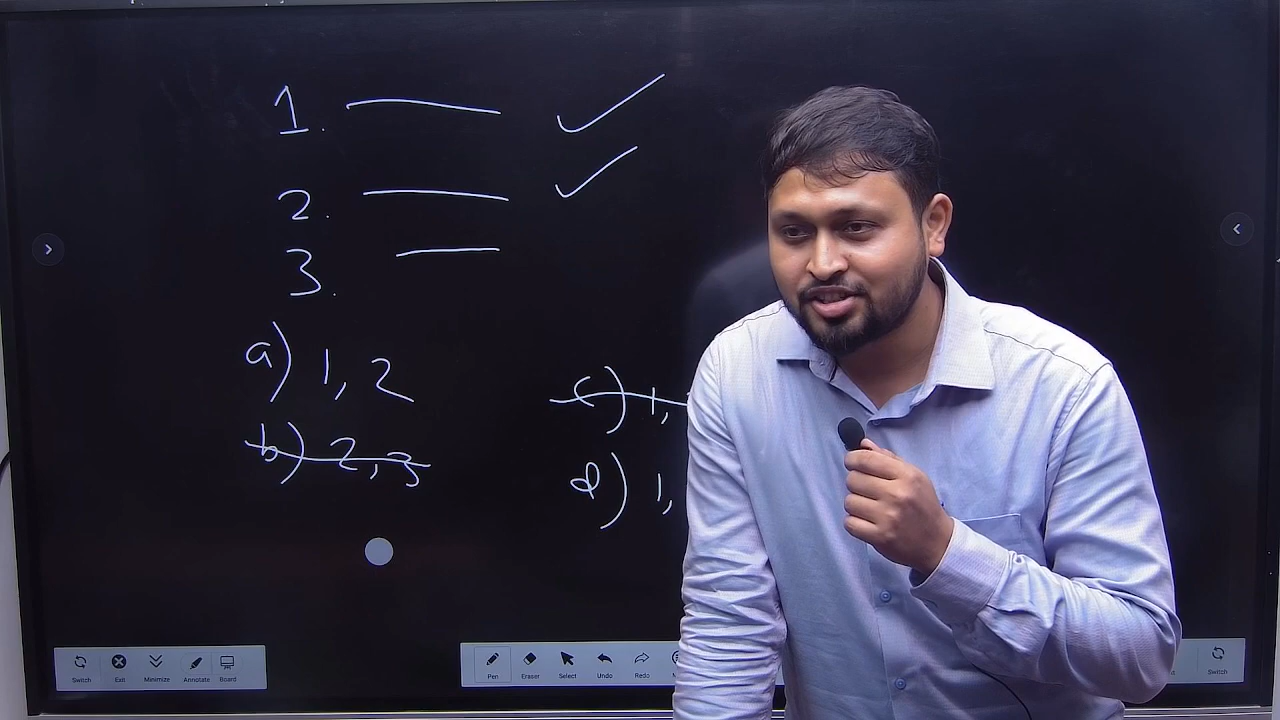 1.
2.
3.
a) 1, 2
b) 2, 3
c) 1,
d) 1,
Switch Exit Minimize Annotate Board
Pen Eraser Select Undo Redo
Switch